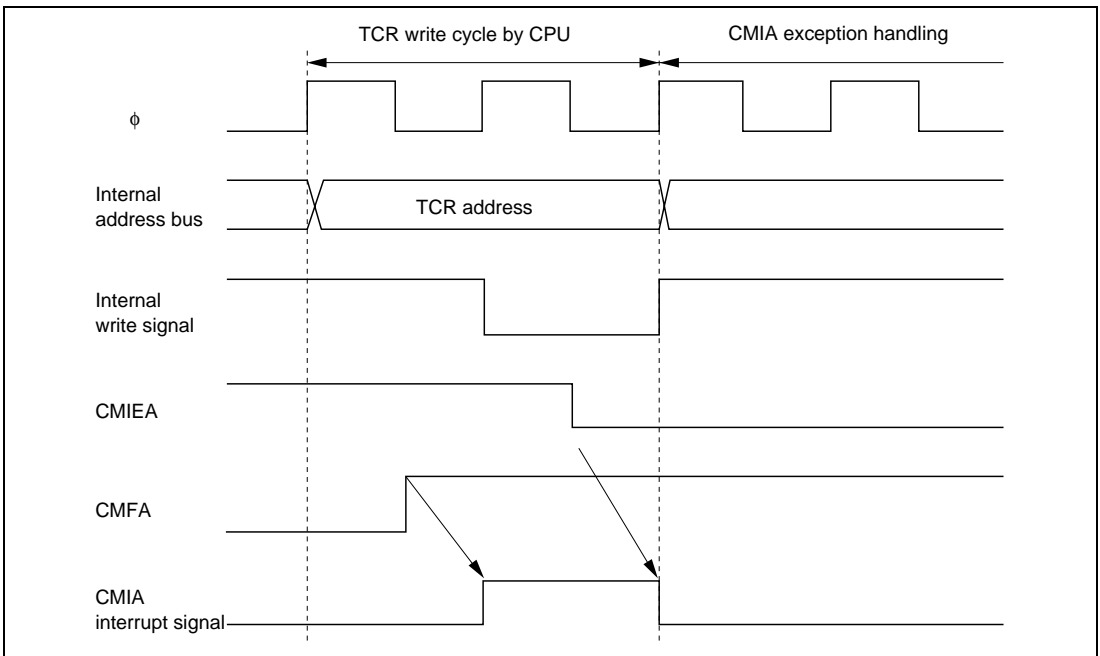 TCR write cycle by CPU
CMIA exception handling
φ
Internal
address bus
TCR address
Internal
write signal
CMIEA
CMFA
CMIA
interrupt signal